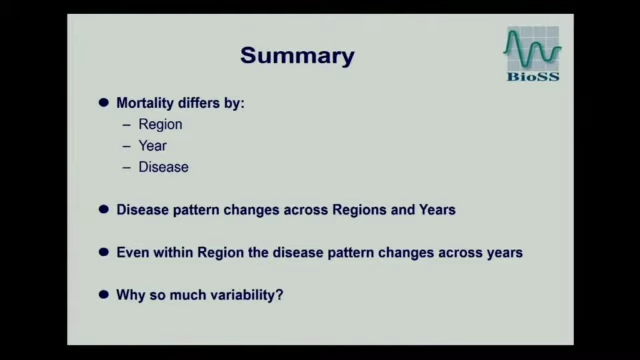 Summary
BioSS
● Mortality differs by:
– Region
– Year
– Disease
● Disease pattern changes across Regions and Years
● Even within Region the disease pattern changes across years
● Why so much variability?